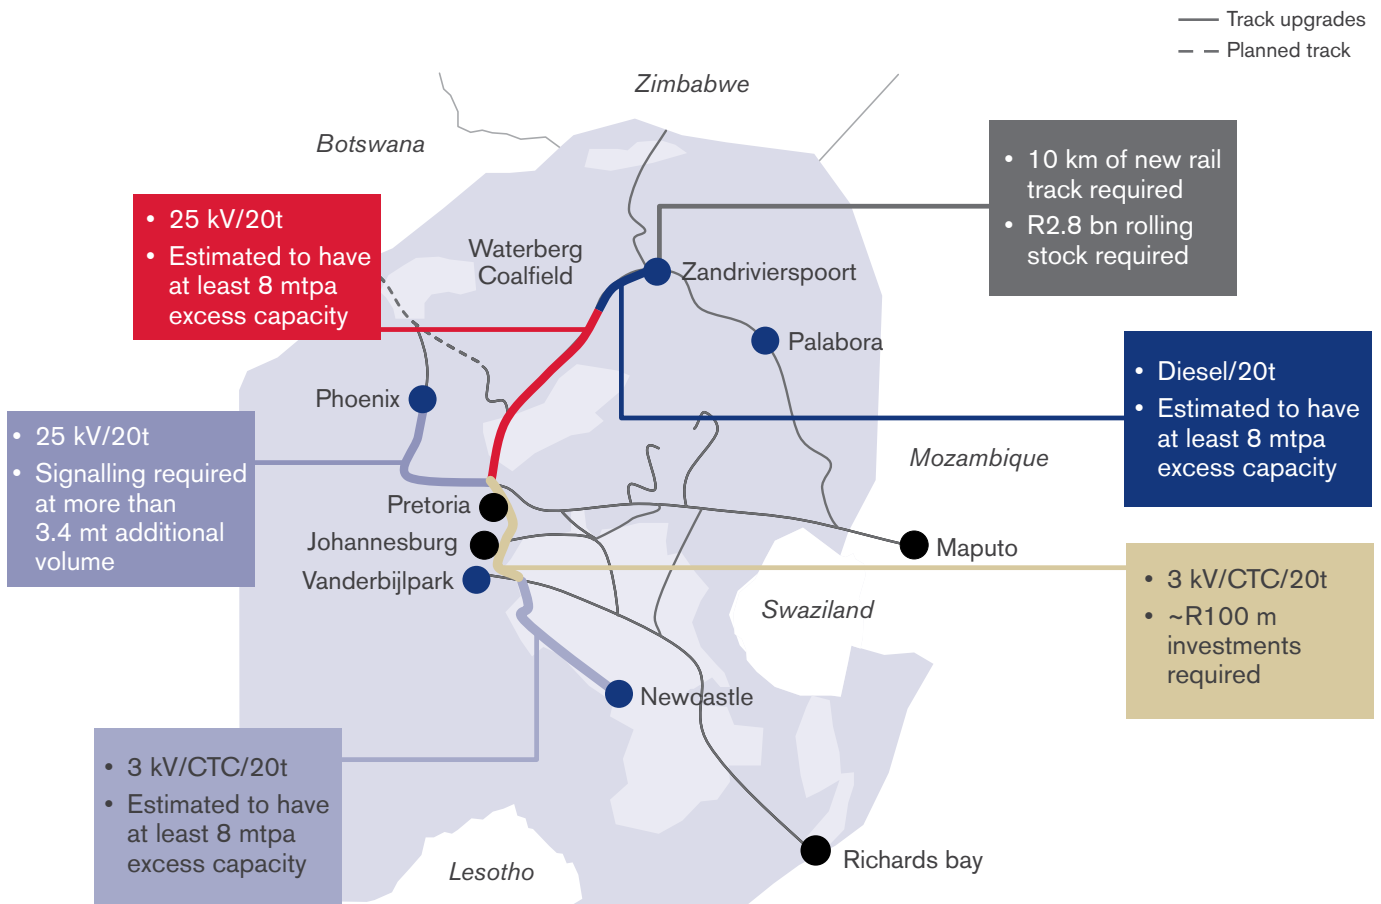 Track upgrades
Planned track
Zimbabwe
Botswana
• 10 km of new rail
track required
• R2.8 bn rolling
stock required
• 25 kV/20t
• Estimated to have
at least 8 mtpa
excess capacity
Waterberg
Coalfield
Zandrivierspoort
Palabora
• Diesel/20t
• Estimated to have
at least 8 mtpa
excess capacity
Phoenix
• 25 kV/20t
• Signalling required
at more than
3.4 mt additional
volume
Mozambique
Pretoria
Johannesburg
Vanderbijlpark
Maputo
Swaziland
• 3 kV/CTC/20t
• ~R100 m
investments
required
Newcastle
• 3 kV/CTC/20t
• Estimated to have
at least 8 mtpa
excess capacity
Lesotho
Richards bay